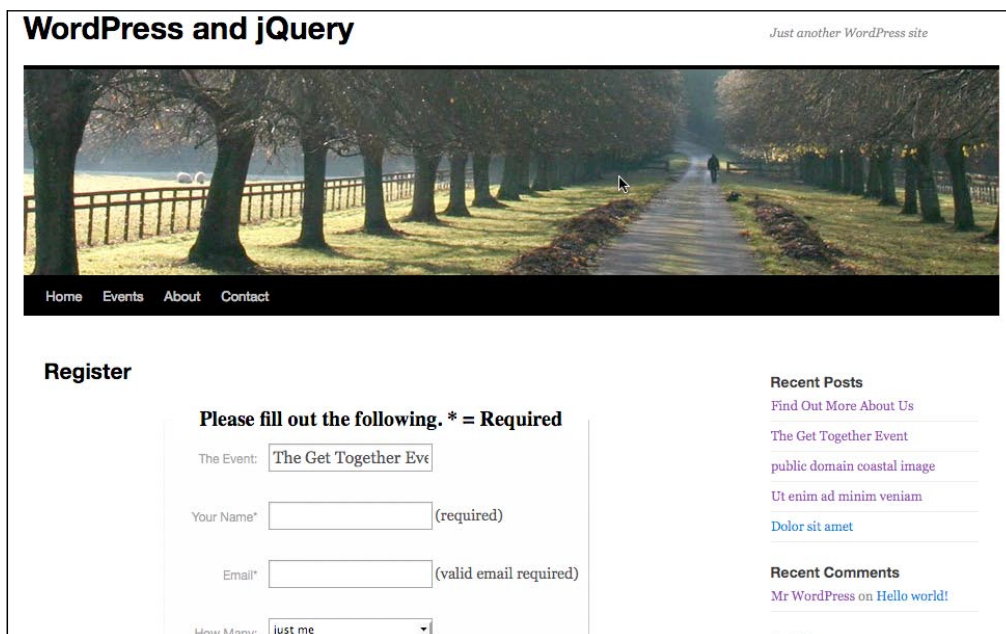 WordPress and jQuery
Just another WordPress site
Home Events About Contact
Register
Please fill out the following. * = Required
The Event: The Get Together Eve
Your Name* (required)
Email* (valid email required)
How Many: just me
Recent Posts
Find Out More About Us
The Get Together Event
public domain coastal image
Ut enim ad minim veniam
Dolor sit amet
Recent Comments
Mr WordPress on Hello world!